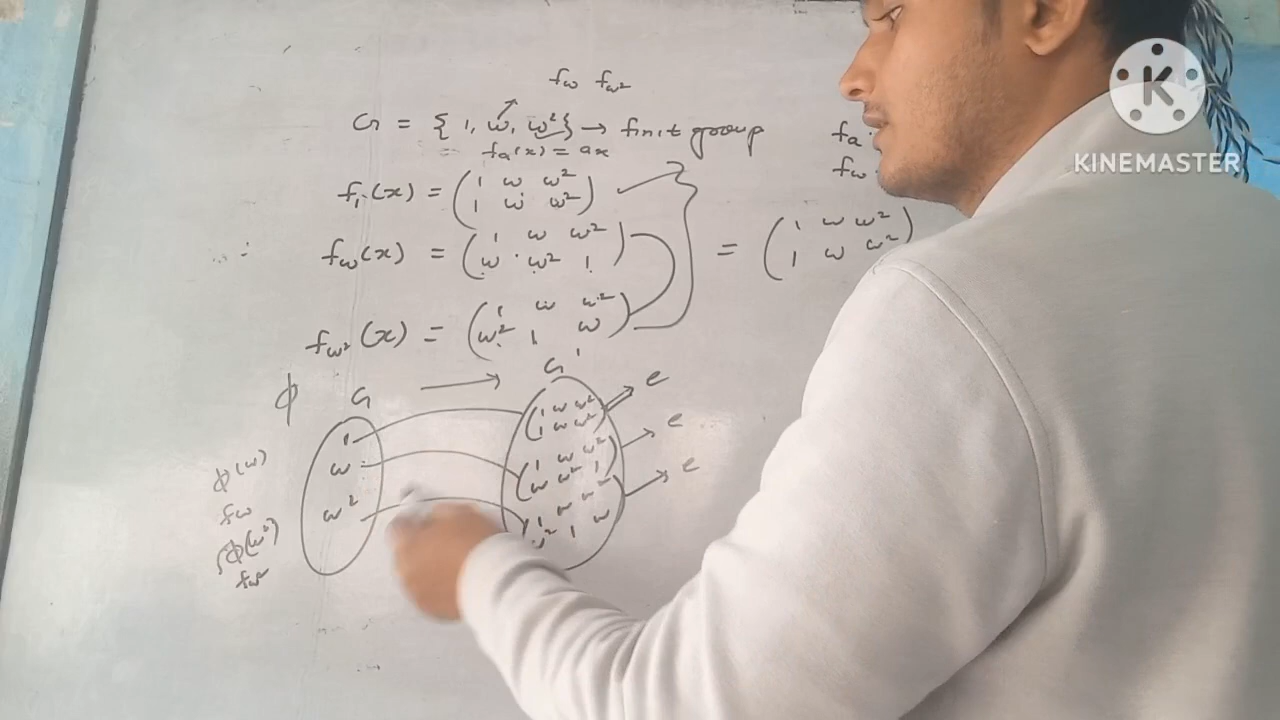 fω fω²
G = { 1, ω, ω² } → finit group
= fₐ(x) = ax
fₐ .
fω .
f₁(x) = ( 1 ω ω² / 1 ω ω² )
∴ fω(x) = ( 1 ω ω² / ω ω² 1 ) = ( 1 ω ω² / 1 ω ω² )
fω²(x) = ( 1 ω ω² / ω² 1 ω )
ϕ G → G'
1 ( 1 ω ω² / 1 ω ω² ) → e
ω ( 1 ω ω² / ω ω² 1 ) → e
ω² ( 1 ω ω² / ω² 1 ω ) → e
ϕ(ω)
fω
ϕ(ω²)
fω²
KINEMASTER